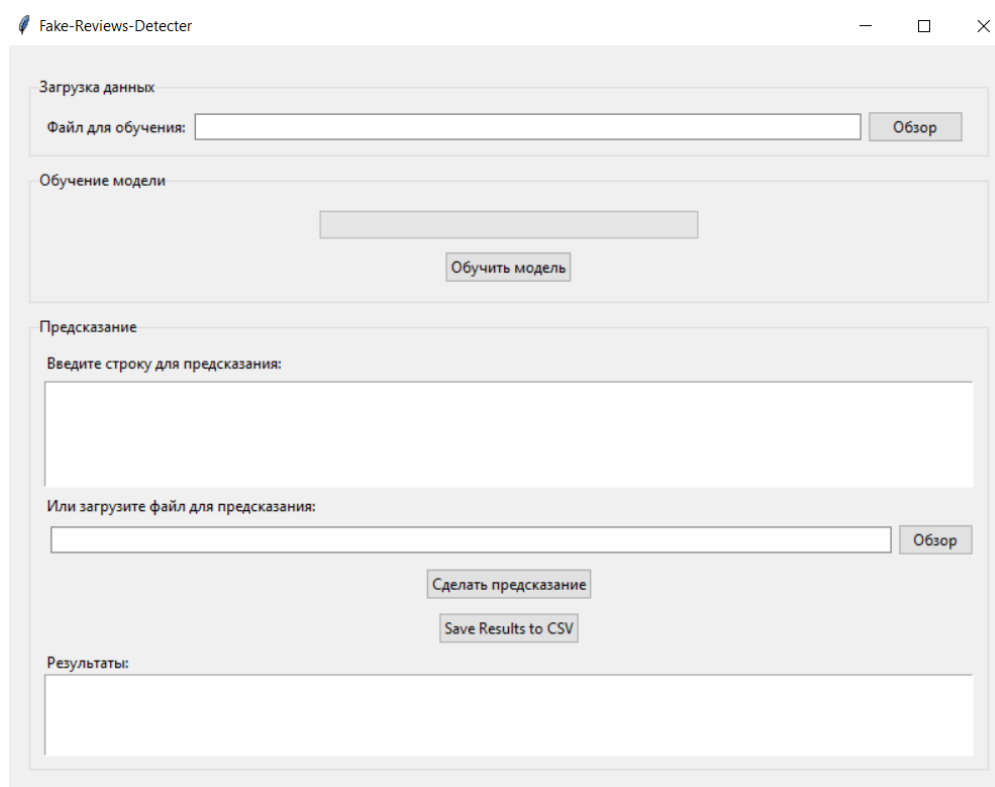 Fake-Reviews-Detecter
Загрузка данных
Файл для обучения: Обзор
Обучение модели
Обучить модель
Предсказание
Введите строку для предсказания:
Или загрузите файл для предсказания:
Обзор
Сделать предсказание
Save Results to CSV
Результаты: